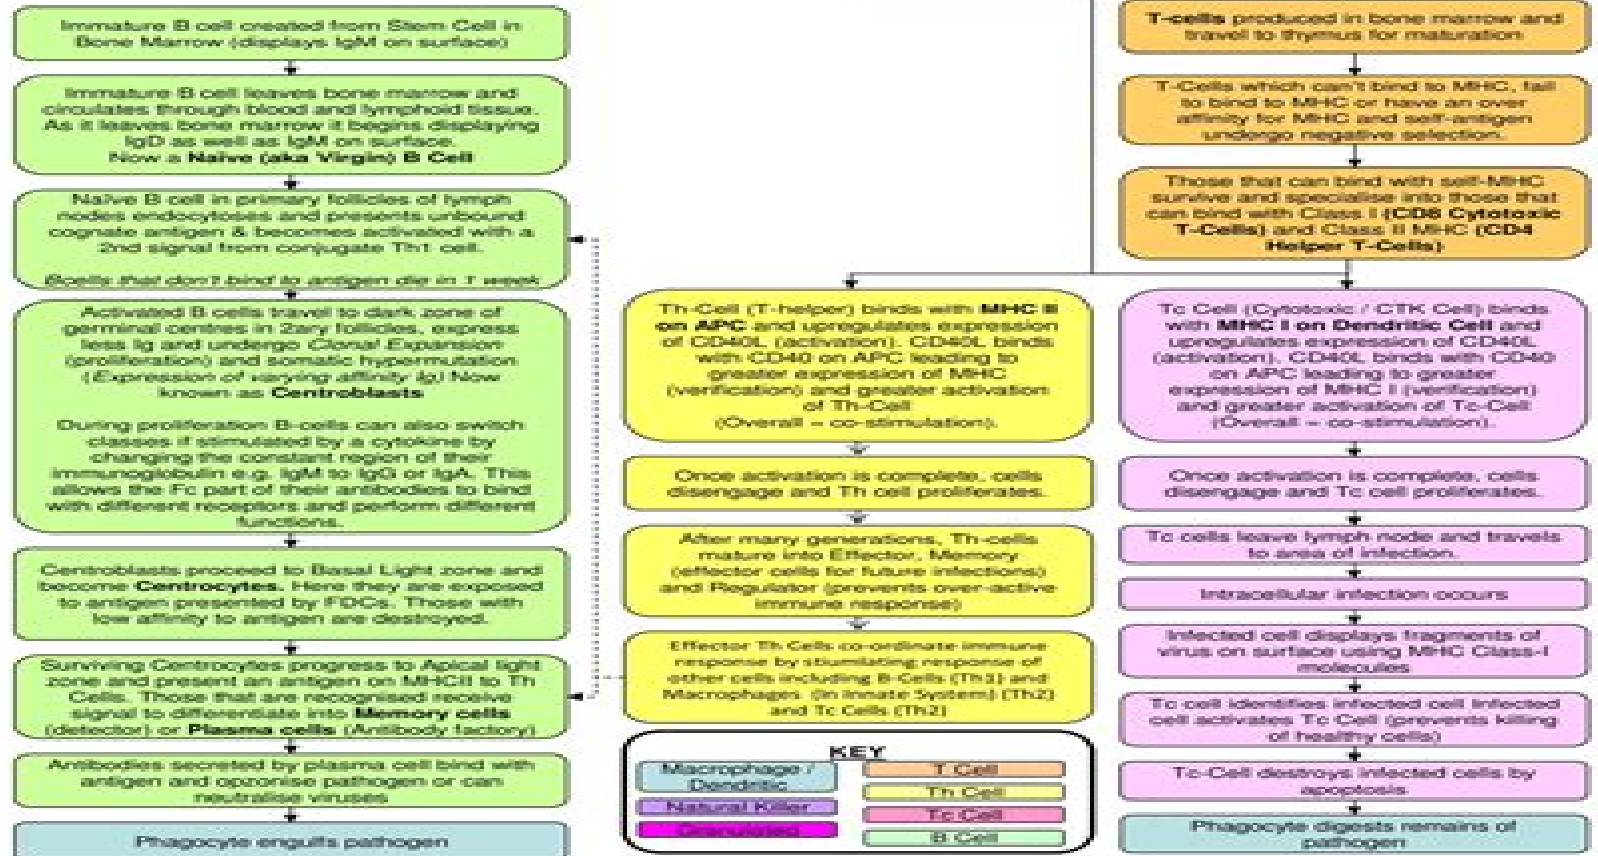 Immature B cell created from Stem Cell in
Bone Marrow (displays IgM on surface)
Immature B cell leaves bone marrow and
circulates through blood and lymphoid tissue.
As it leaves bone marrow it begins displaying
IgD as well as IgM on surface.
Now a Naïve (aka Virgin) B Cell
Naïve B cell in primary follicles of lymph
nodes endocytoses and presents unbound
cognate antigen & becomes activated with a
2nd signal from conjugate Th1 cell.
Bcells that don't bind to antigen die in 1 week
Activated B cells travel to dark zone of
germinal centres in 2ary follicles, express
less Ig and undergo Clonal Expansion
(proliferation) and somatic hypermutation
(Expression of varying affinity Ig) Now
known as Centroblasts
During proliferation B-cells can also switch
classes if stimulated by a cytokine by
changing the constant region of their
immunoglobulin e.g. IgM to IgG or IgA. This
allows the Fc part of their antibodies to bind
with different receptors and perform different
functions.
Centroblasts proceed to Basal Light zone and
become Centrocytes. Here they are exposed
to antigen presented by FDCs. Those with
low affinity to antigen are destroyed.
Surviving Centrocytes progress to Apical light
zone and present an antigen on MHCII to Th
Cells. Those that are recognised receive
signal to differentiate into Memory cells
(detector) or Plasma cells (Antibody factory)
Antibodies secreted by plasma cell bind with
antigen and opzonise pathogen or can
neutralise viruses
Phagocyte engulfs pathogen
T-cells produced in bone marrow and
travel to thymus for maturation
T-Cells which can't bind to MHC, fail
to bind to MHC or have an over
affinity for MHC and self-antigen
undergo negative selection.
Those that can bind with self-MHC
survive and specialise into those that
can bind with Class I (CD8 Cytotoxic
T-Cells) and Class II MHC (CD4
Helper T-Cells)
Th-Cell (T-helper) binds with MHC II
on APC and upregulates expression
of CD40L (activation). CD40L binds
with CD40 on APC leading to
greater expression of MHC
(verification) and greater activation
of Th-Cell
(Overall = co-stimulation).
Once activation is complete, cells
disengage and Th cell proliferates.
After many generations, Th-cells
mature into Effector, Memory
(effector cells for future infections)
and Regulator (prevents over-active
immune response)
Effector Th Cells co-ordinate immune
response by stiumlating response of
other cells including B-Cells (Th1) and
Macrophages (in Innate System) (Th2)
and Tc Cells (Th2)
Tc Cell (Cytotoxic / CTK Cell) binds
with MHC I on Dendritic Cell and
upregulates expression of CD40L
(activation). CD40L binds with CD40
on APC leading to greater
expression of MHC I (verification)
and greater activation of Tc-Cell
(Overall = co-stimulation).
Once activation is complete, cells
disengage and Tc cell proliferates.
Tc cells leave lymph node and travels
to area of infection.
Intracellular infection occurs
Infected cell displays fragments of
virus on surface using MHC Class-I
molecules
Tc cell identifies infected cell Infected
cell activates Tc Cell (prevents killing
of healthy cells)
Tc-Cell destroys infected cells by
apoptosis
Phagocyte digests remains of
pathogen
KEY
Macrophage /
Dendritic
Natural Killer
Granulated
T Cell
Th Cell
Tc Cell
B Cell